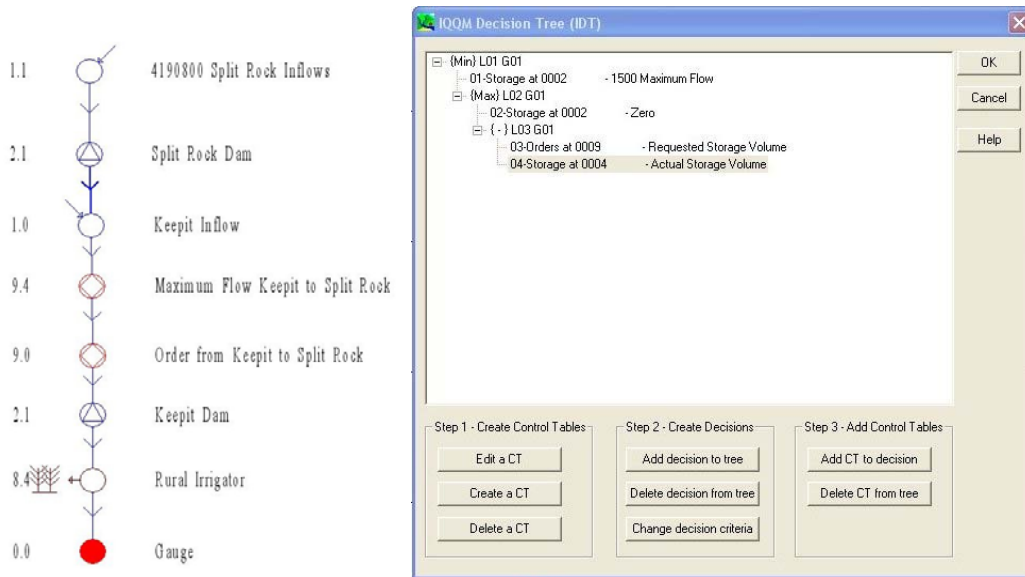 1.1 4190800 Split Rock Inflows
2.1 Split Rock Dam
1.0 Keepit Inflow
9.4 Maximum Flow Keepit to Split Rock
9.0 Order from Keepit to Split Rock
2.1 Keepit Dam
8.4 Rural Irrigator
0.0 Gauge
IQQM Decision Tree (IDT)
{Min} L01 G01
01-Storage at 0002 - 1500 Maximum Flow
{Max} L02 G01
02-Storage at 0002 - Zero
{ - } L03 G01
03-Orders at 0009 - Requested Storage Volume
04-Storage at 0004 - Actual Storage Volume
OK
Cancel
Help
Step 1 - Create Control Tables
Edit a CT
Create a CT
Delete a CT
Step 2 - Create Decisions
Add decision to tree
Delete decision from tree
Change decision criteria
Step 3 - Add Control Tables
Add CT to decision
Delete CT from tree